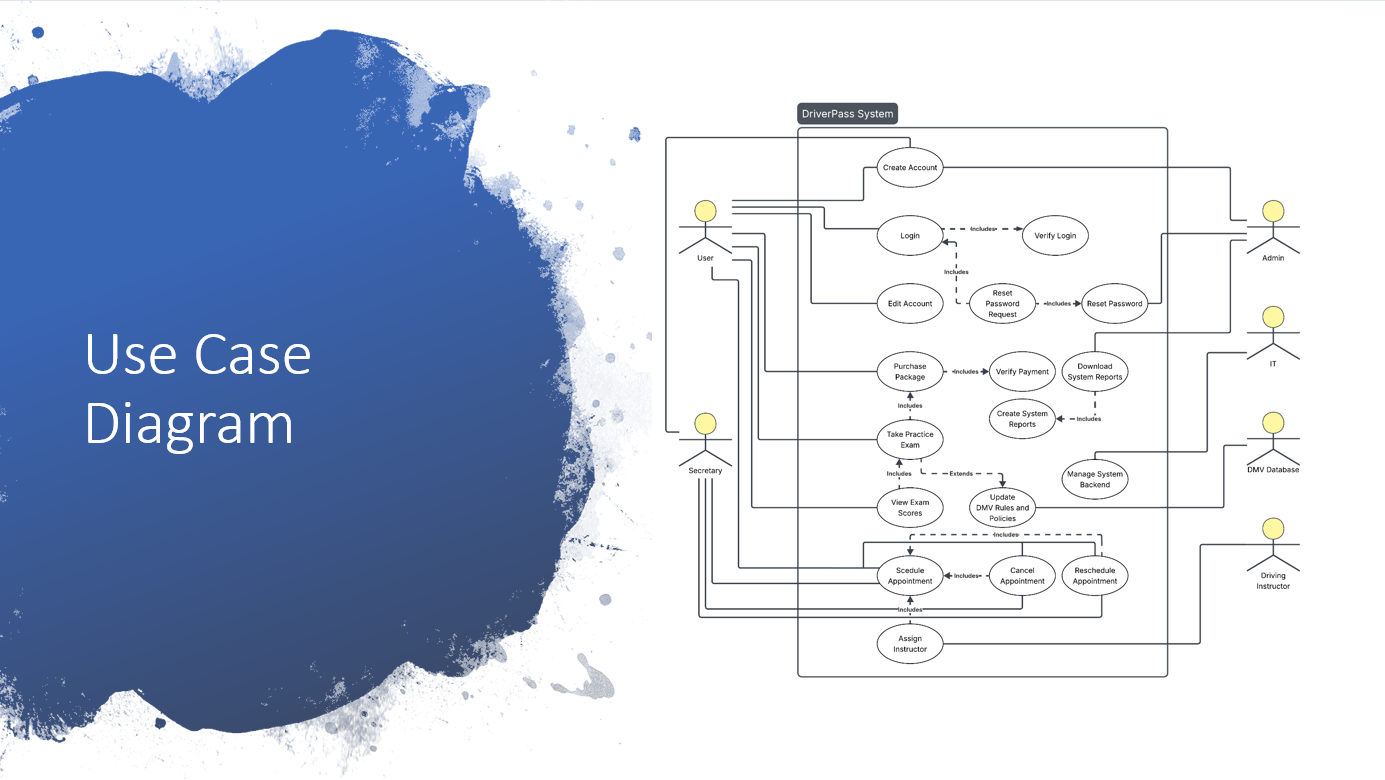 Use Case
Diagram
DriverPass System
Create Account
User
Login
Includes
Verify Login
Admin
Includes
Edit Account
Reset
Password
Request
Includes
Reset Password
IT
Purchase
Package
Includes
Verify Payment
Download
System Reports
Includes
Create System
Reports
Includes
Take Practice
Exam
Secretary
DMV Database
Includes
Extends
Manage System
Backend
View Exam
Scores
Update
DMV Rules and
Policies
Includes
Scedule
Appointment
Includes
Cancel
Appointment
Reschedule
Appointment
Driving
Instructor
Includes
Assign
Instructor